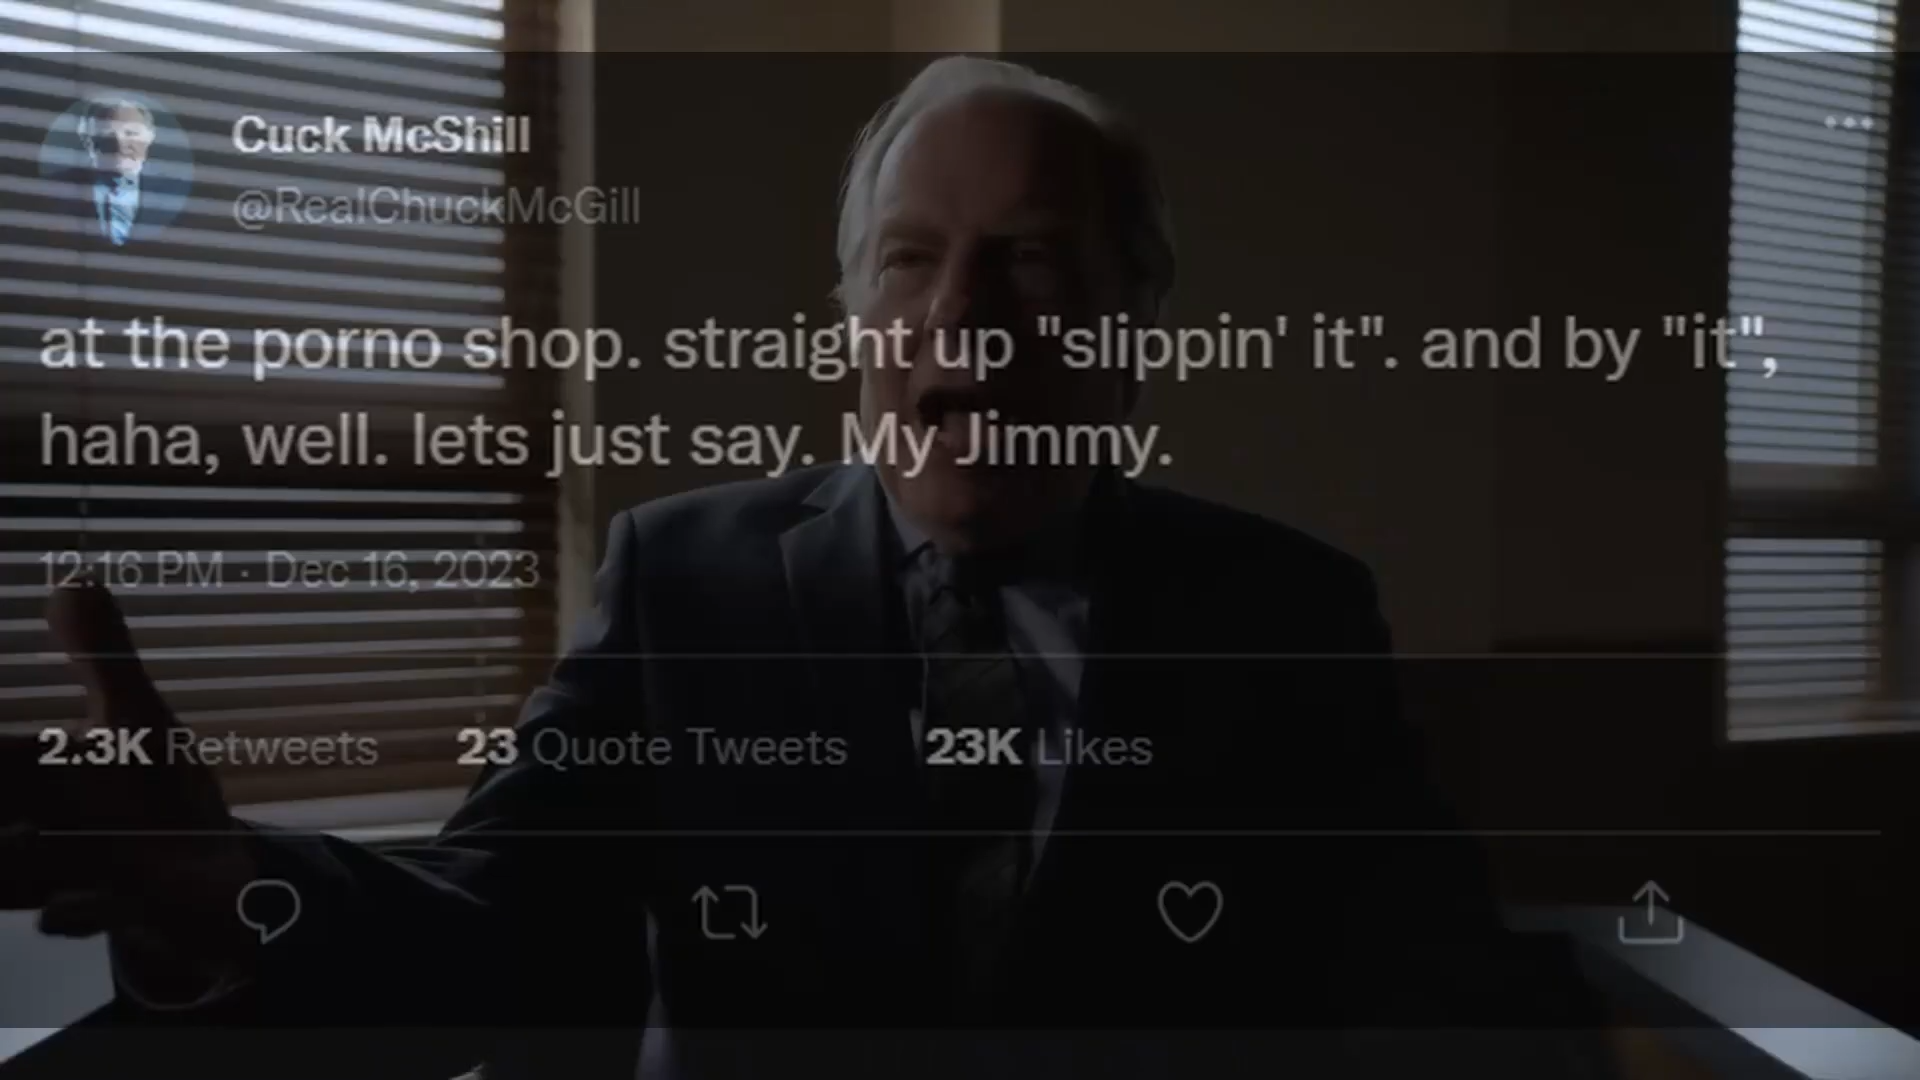 Cuck McShill
@RealChuckMcGill
at the porno shop. straight up "slippin' it". and by "it",
haha, well. lets just say. My Jimmy.
12:16 PM · Dec 16, 2023
2.3K Retweets 23 Quote Tweets 23K Likes